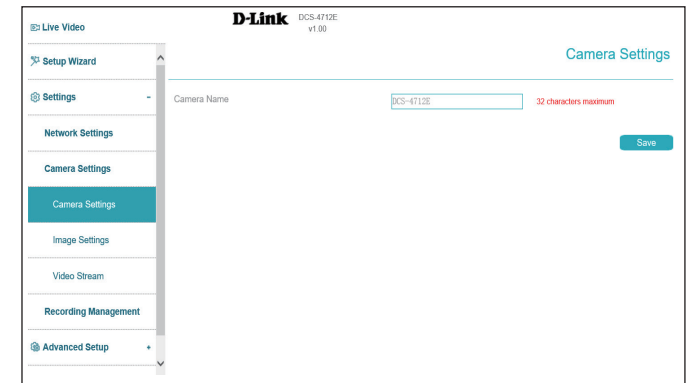 D-Link DCS-4712E
v1.00
Live Video
Setup Wizard
Settings -
Network Settings
Camera Settings
Camera Settings
Image Settings
Video Stream
Recording Management
Advanced Setup +
Camera Settings
Camera Name DCS-4712E 32 characters maximum
Save